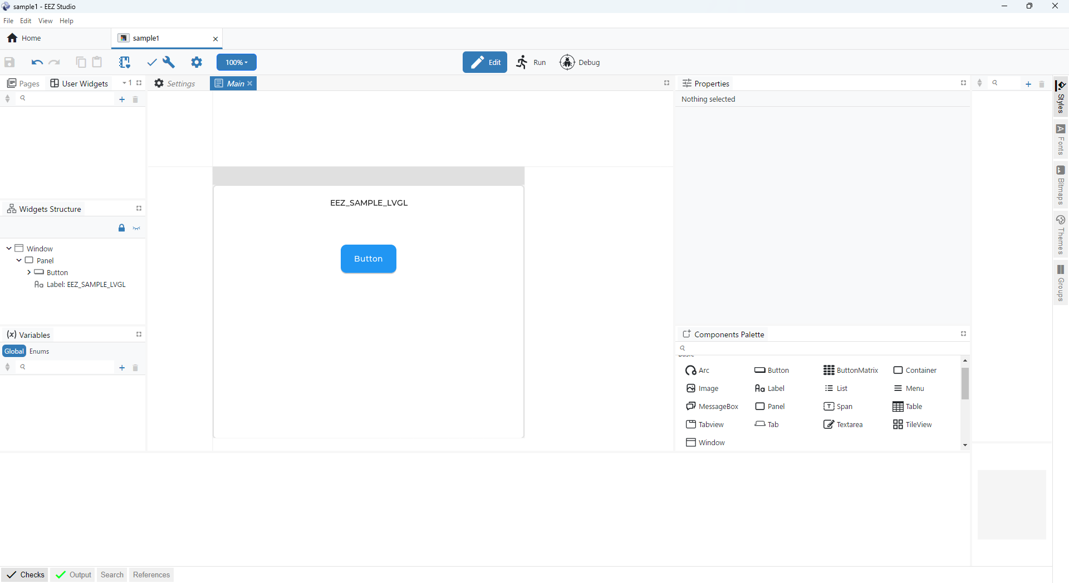 sample1 - EEZ Studio
File Edit View Help
Home
sample1
100%
Edit
Run
Debug
Pages
User Widgets
1
Settings
Main
Properties
Nothing selected
Styles
Fonts
Bitmaps
Themes
Groups
Widgets Structure
Window
Panel
Button
Label: EEZ_SAMPLE_LVGL
EEZ_SAMPLE_LVGL
Button
(x) Variables
Global Enums
Components Palette
Arc Button ButtonMatrix Container
Image Label List Menu
MessageBox Panel Span Table
Tabview Tab Textarea TileView
Window
Checks Output Search References